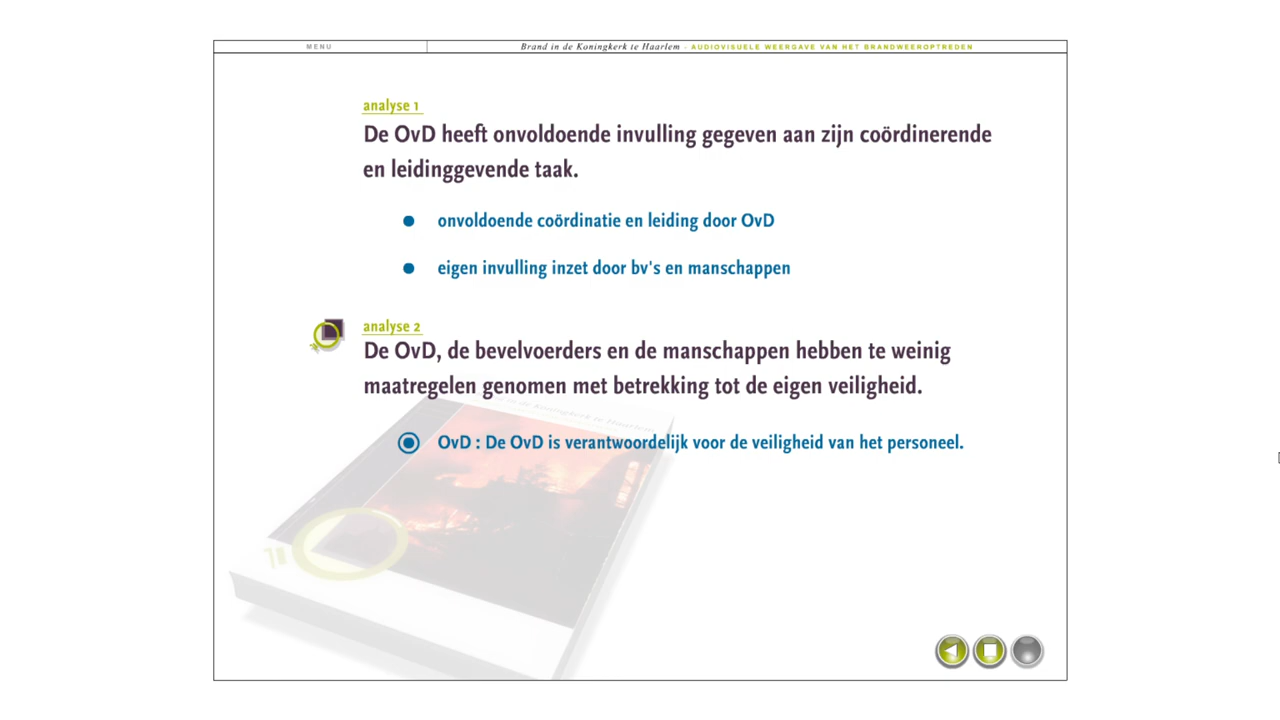 MENU
Brand in de Koningkerk te Haarlem - AUDIOVISUELE WEERGAVE VAN HET BRANDWEEROPTREDEN
analyse 1
De OvD heeft onvoldoende invulling gegeven aan zijn coördinerende
en leidinggevende taak.
onvoldoende coördinatie en leiding door OvD
eigen invulling inzet door bv's en manschappen
analyse 2
De OvD, de bevelvoerders en de manschappen hebben te weinig
maatregelen genomen met betrekking tot de eigen veiligheid.
OvD : De OvD is verantwoordelijk voor de veiligheid van het personeel.